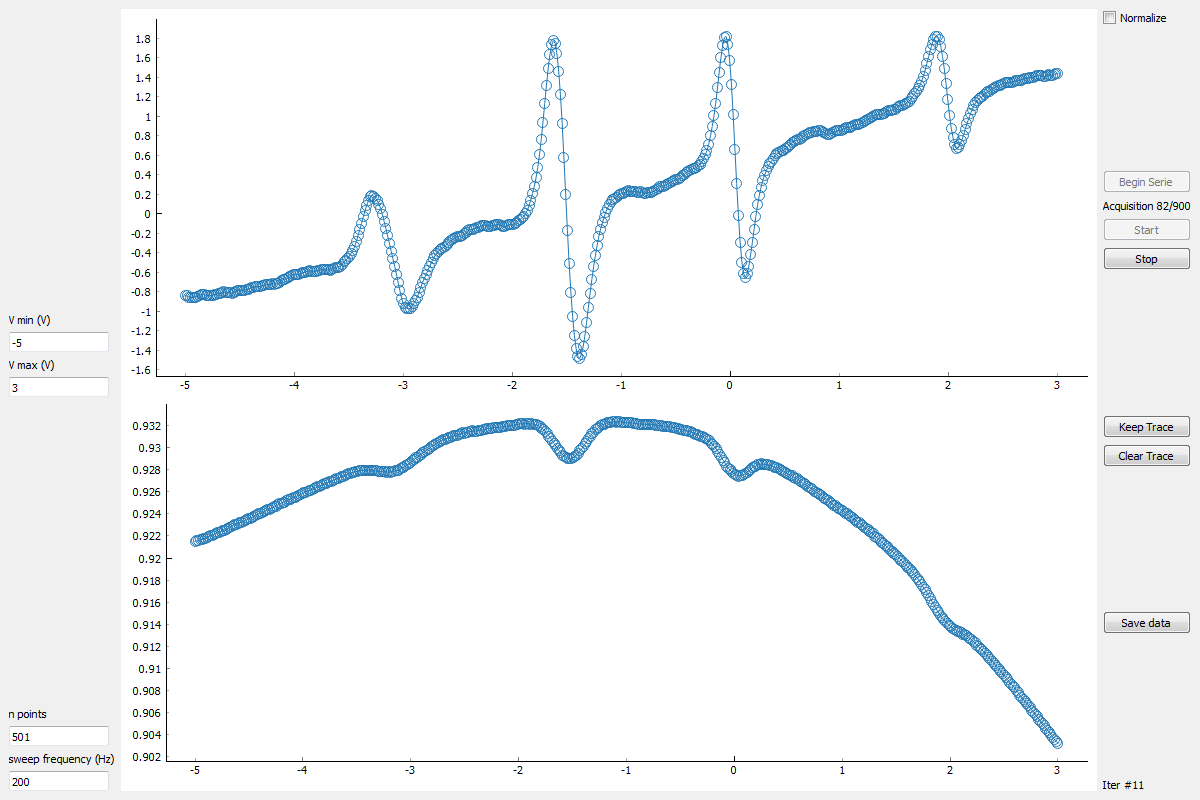 Normalize
1.8
1.6
1.4
1.2
1
0.8
0.6
0.4
0.2
0
-0.2
-0.4
-0.6
-0.8
-1
-1.2
-1.4
-1.6
-5 -4 -3 -2 -1 0 1 2 3
Begin Serie
Acquisition 82/900
Start
Stop
V min (V)
-5
V max (V)
3
0.932
0.93
0.928
0.926
0.924
0.922
0.92
0.918
0.916
0.914
0.912
0.91
0.908
0.906
0.904
0.902
-5 -4 -3 -2 -1 0 1 2 3
Keep Trace
Clear Trace
Save data
n points
501
sweep frequency (Hz)
200
Iter #11